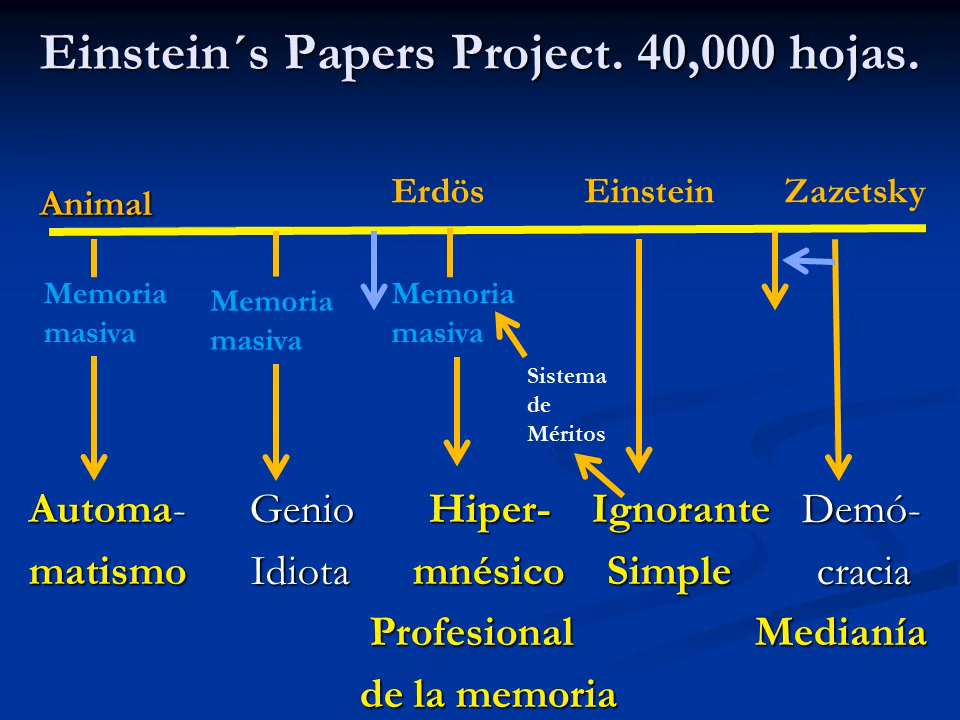 Einstein´s Papers Project. 40,000 hojas.
Animal
Erdös
Einstein
Zazetsky
Memoria
masiva
Memoria
masiva
Memoria
masiva
Sistema
de
Méritos
Automa-
matismo
Genio
Idiota
Hiper-
mnésico
Profesional
de la memoria
Ignorante
Simple
Demó-
cracia
Medianía